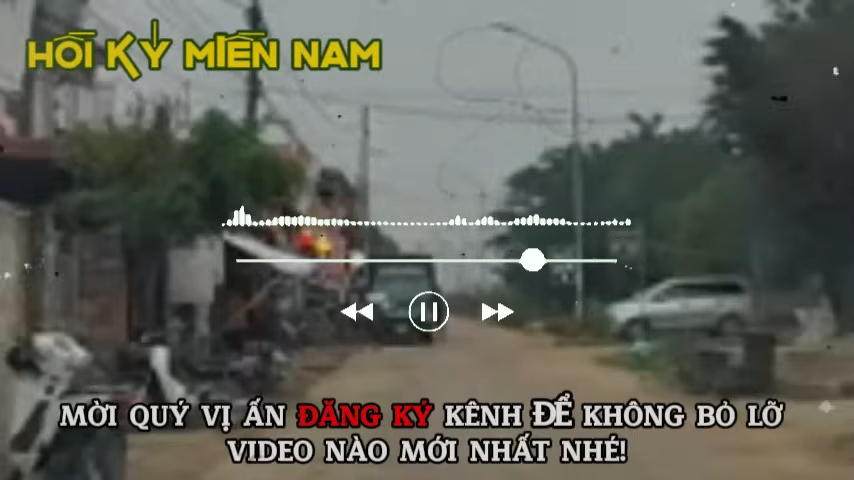 HỒI KÝ MIỀN NAM
MỜI QUÝ VỊ ẤN ĐĂNG KÝ KÊNH ĐỂ KHÔNG BỎ LỠ
VIDEO NÀO MỚI NHẤT NHÉ!